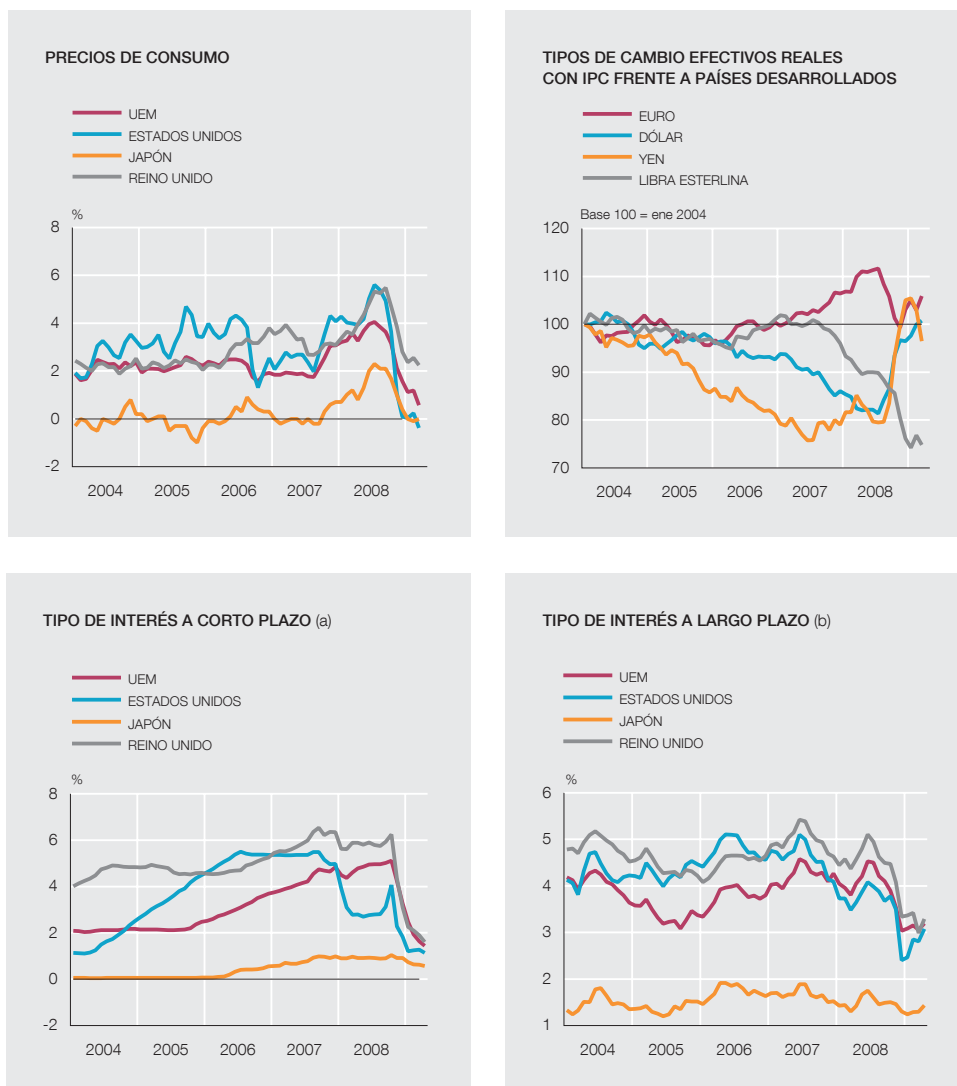 PRECIOS DE CONSUMO
UEM
ESTADOS UNIDOS
JAPÓN
REINO UNIDO
%
8
6
4
2
0
-2
2004 2005 2006 2007 2008
TIPOS DE CAMBIO EFECTIVOS REALES
CON IPC FRENTE A PAÍSES DESARROLLADOS
EURO
DÓLAR
YEN
LIBRA ESTERLINA
Base 100 = ene 2004
120
110
100
90
80
70
2004 2005 2006 2007 2008
TIPO DE INTERÉS A CORTO PLAZO (a)
UEM
ESTADOS UNIDOS
JAPÓN
REINO UNIDO
%
8
6
4
2
0
-2
2004 2005 2006 2007 2008
TIPO DE INTERÉS A LARGO PLAZO (b)
UEM
ESTADOS UNIDOS
JAPÓN
REINO UNIDO
%
6
5
4
3
2
1
2004 2005 2006 2007 2008